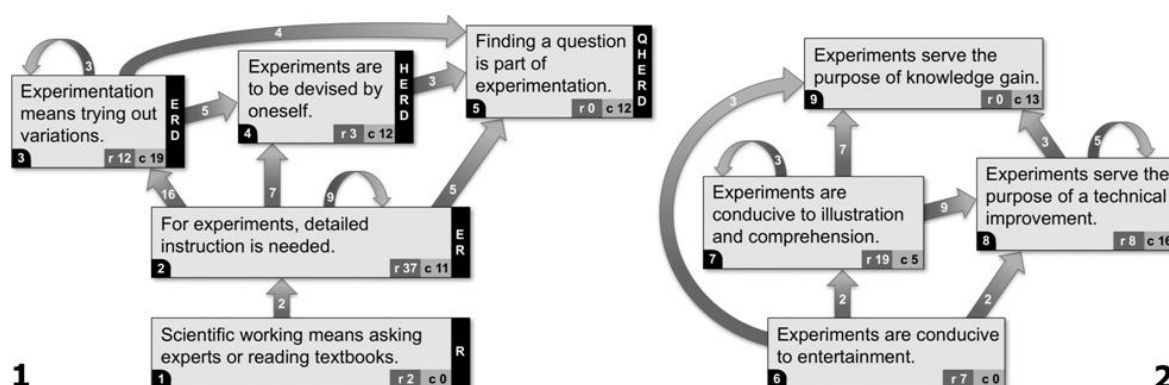 4
3
Experimentation
means trying out
variations.
E
R
D
3
r 12 c 19
5
Experiments are
to be devised by
oneself.
H
E
R
D
4
r 3 c 12
3
Finding a question
is part of
experimentation.
Q
H
E
R
D
5
r 0 c 12
16
7
9
5
For experiments, detailed
instruction is needed.
E
R
2
r 37 c 11
2
Scientific working means asking
experts or reading textbooks.
R
1
r 2 c 0
1
Experiments serve the
purpose of knowledge gain.
9
r 0 c 13
3
7
3
3
5
Experiments are
conducive to illustration
and comprehension.
7
r 19 c 5
9
Experiments serve the
purpose of a technical
improvement.
8
r 8 c 16
2
2
Experiments are conducive
to entertainment.
6
r 7 c 0
2